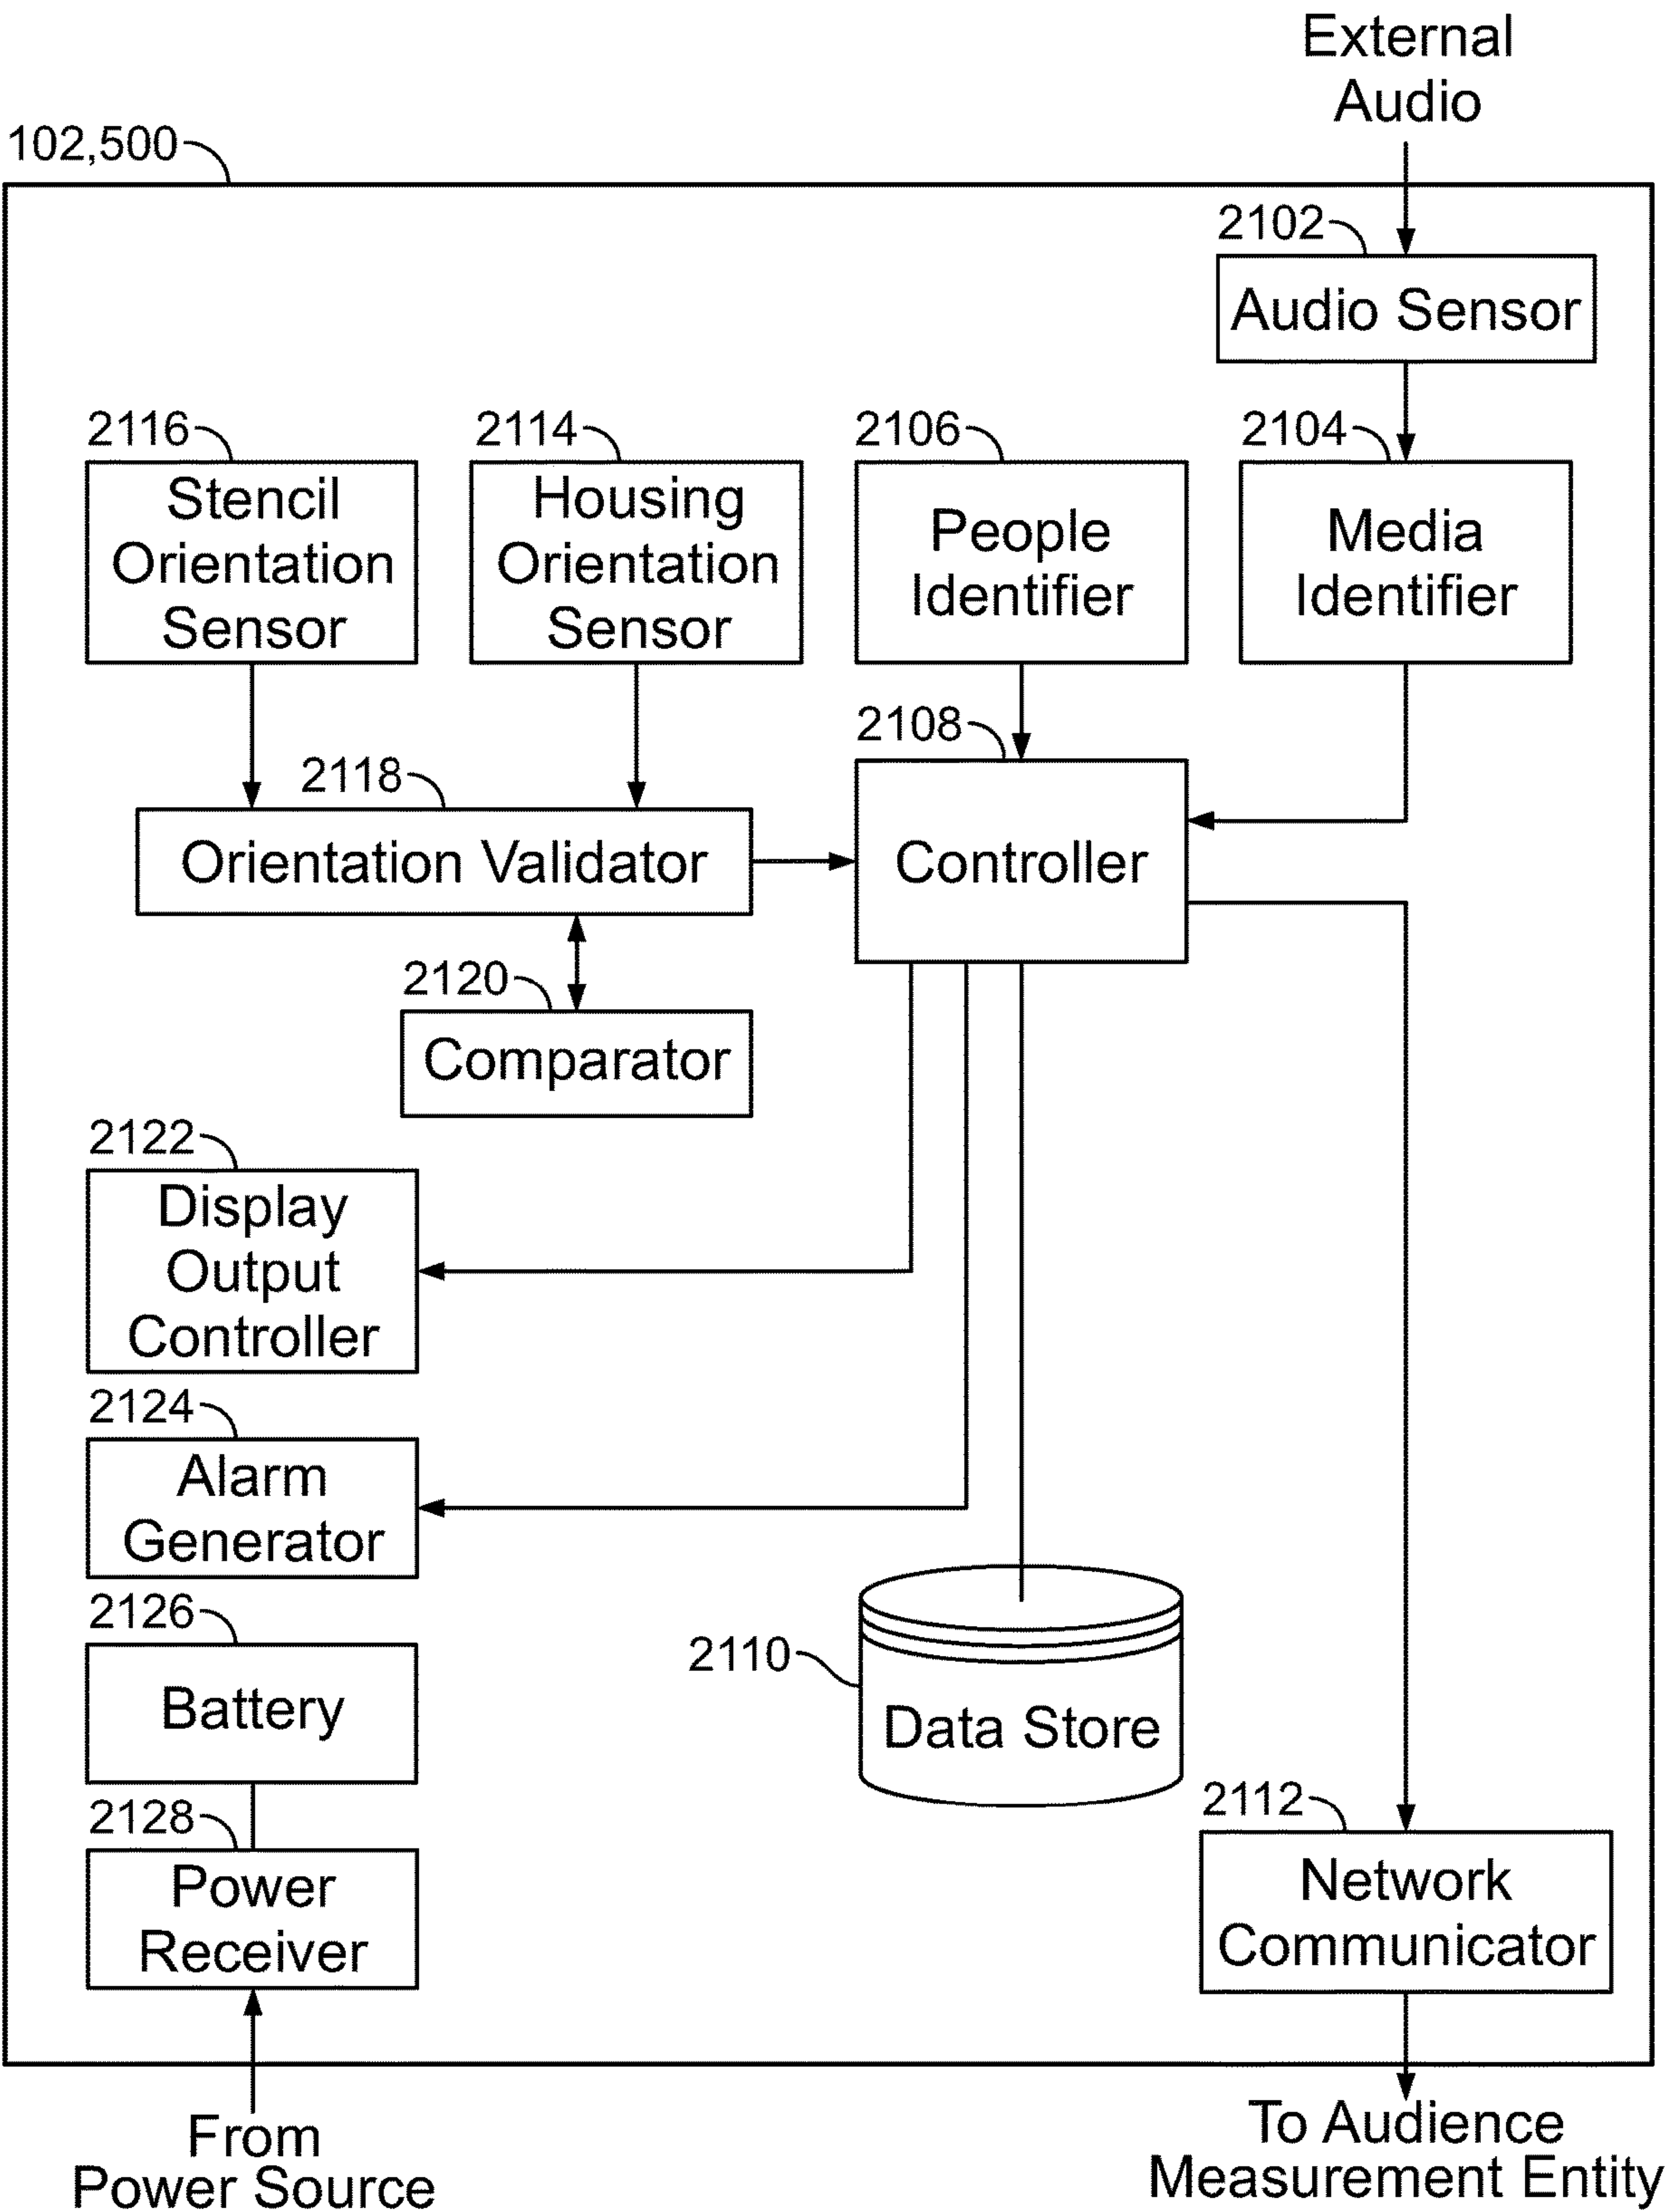 External
Audio
102,500
2102
Audio Sensor
2116
Stencil
Orientation
Sensor
2114
Housing
Orientation
Sensor
2106
People
Identifier
2104
Media
Identifier
2118
Orientation Validator
2108
Controller
2120
Comparator
2122
Display
Output
Controller
2124
Alarm
Generator
2126
Battery
2110
Data Store
2128
Power
Receiver
2112
Network
Communicator
From
Power Source
To Audience
Measurement Entity